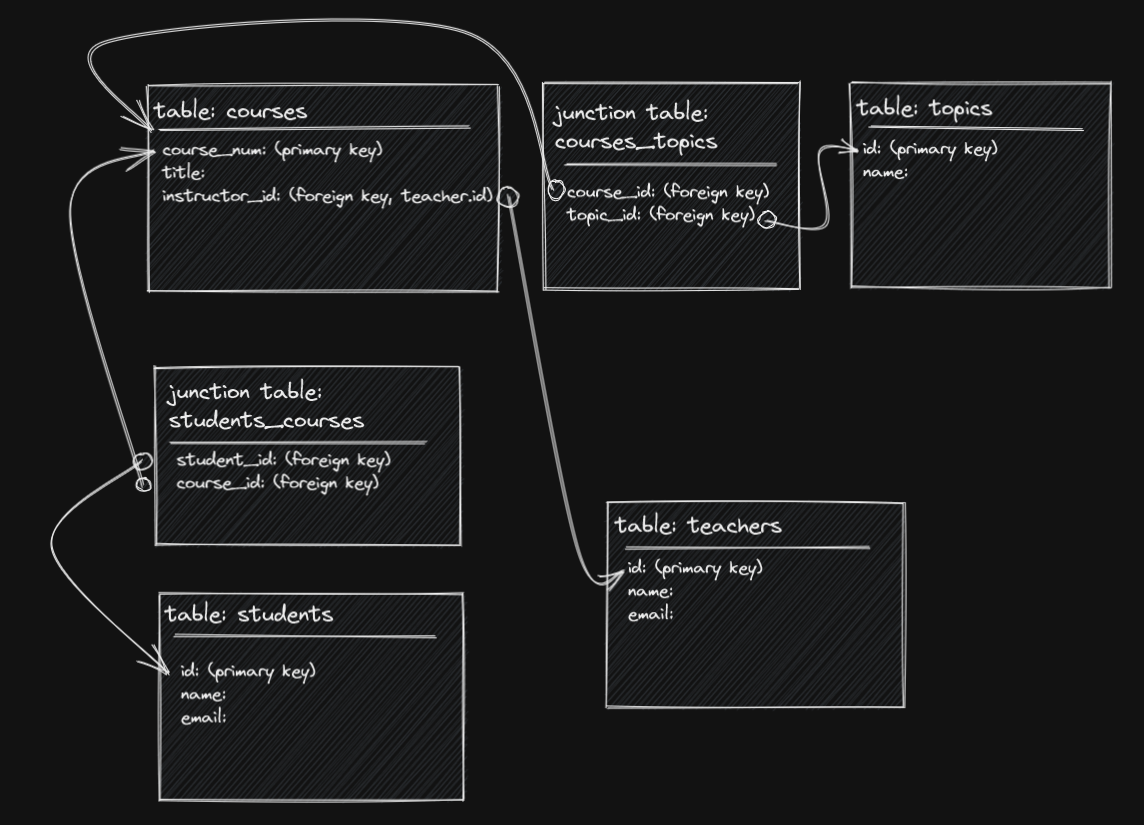 table: courses
course_num: (primary key)
title:
instructor_id: (foreign key, teacher.id)
junction table:
courses_topics
course_id: (foreign key)
topic_id: (foreign key)
table: topics
id: (primary key)
name:
junction table:
students_courses
student_id: (foreign key)
course_id: (foreign key)
table: teachers
id: (primary key)
name:
email:
table: students
id: (primary key)
name:
email: